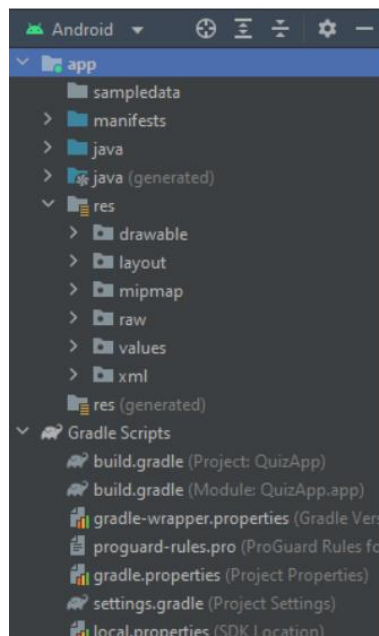 Android
app
sampledata
manifests
java
java (generated)
res
drawable
layout
mipmap
raw
values
xml
res (generated)
Gradle Scripts
build.gradle (Project: QuizApp)
build.gradle (Module: QuizApp.app)
gradle-wrapper.properties (Gradle Vers
proguard-rules.pro (ProGuard Rules fo
gradle.properties (Project Properties)
settings.gradle (Project Settings)
local.properties (SDK Location)